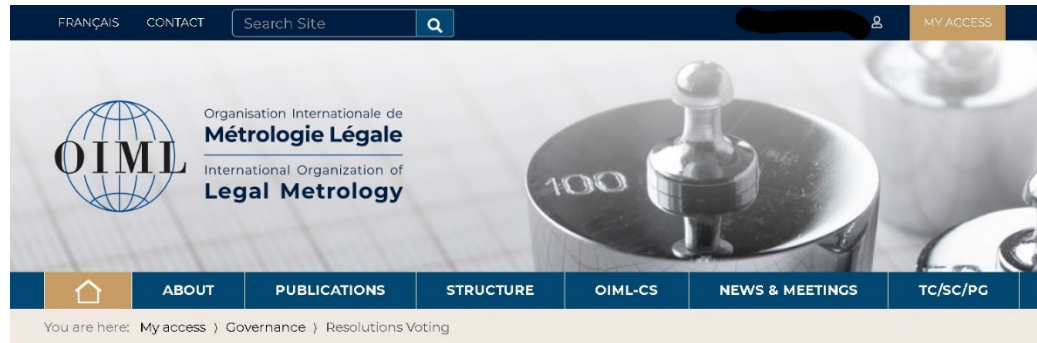 FRANÇAIS CONTACT Search Site MY ACCESS
Organisation Internationale de
Métrologie Légale
International Organization of
Legal Metrology
OIML
100
ABOUT PUBLICATIONS STRUCTURE OIML-CS NEWS & MEETINGS TC/SC/PG
You are here: My access ⟩ Governance ⟩ Resolutions Voting